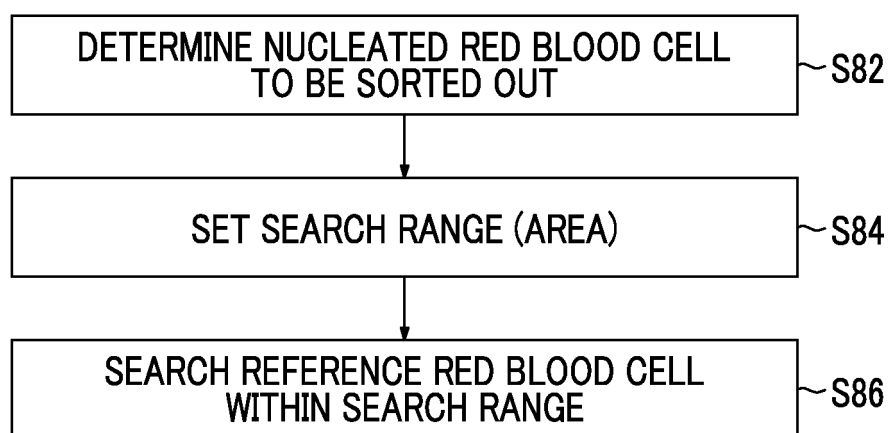 DETERMINE NUCLEATED RED BLOOD CELL
TO BE SORTED OUT
S82
SET SEARCH RANGE (AREA)
S84
SEARCH REFERENCE RED BLOOD CELL
WITHIN SEARCH RANGE
S86